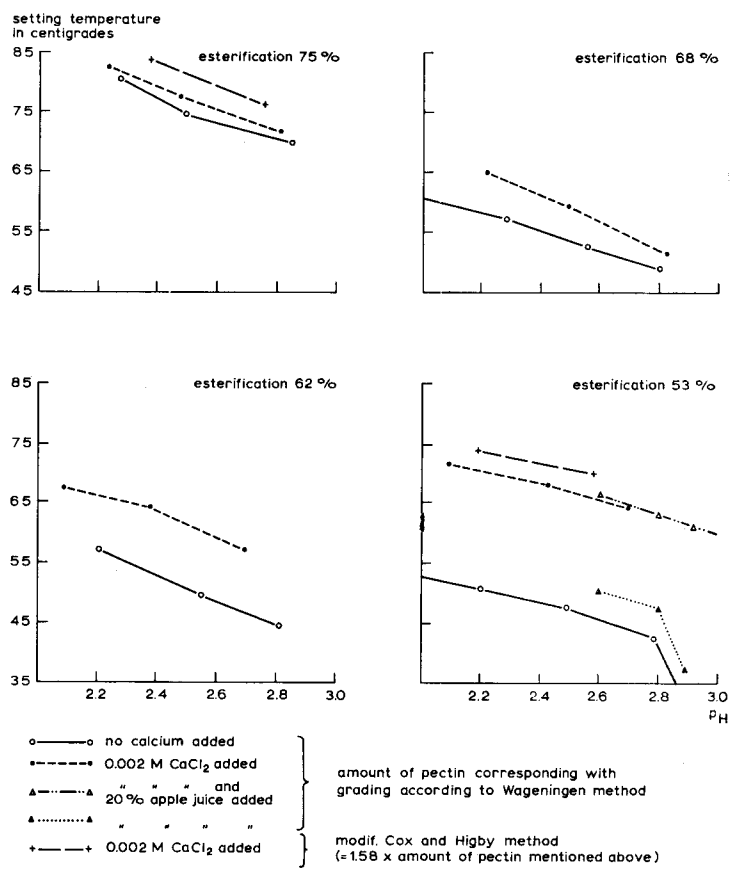 setting temperature
in centigrades
85
75
65
45
esterification 75 %
esterification 68 %
85
75
65
55
45
35
esterification 62 %
esterification 53 %
2.2 2.4 2.6 2.8 3.0
2.2 2.4 2.6 2.8 3.0
pH
no calcium added
0.002 M CaCl2 added
" " " and
20% apple juice added
" " " "
0.002 M CaCl2 added
amount of pectin corresponding with
grading according to Wageningen method
modif. Cox and Higby method
(=1.58 x amount of pectin mentioned above)